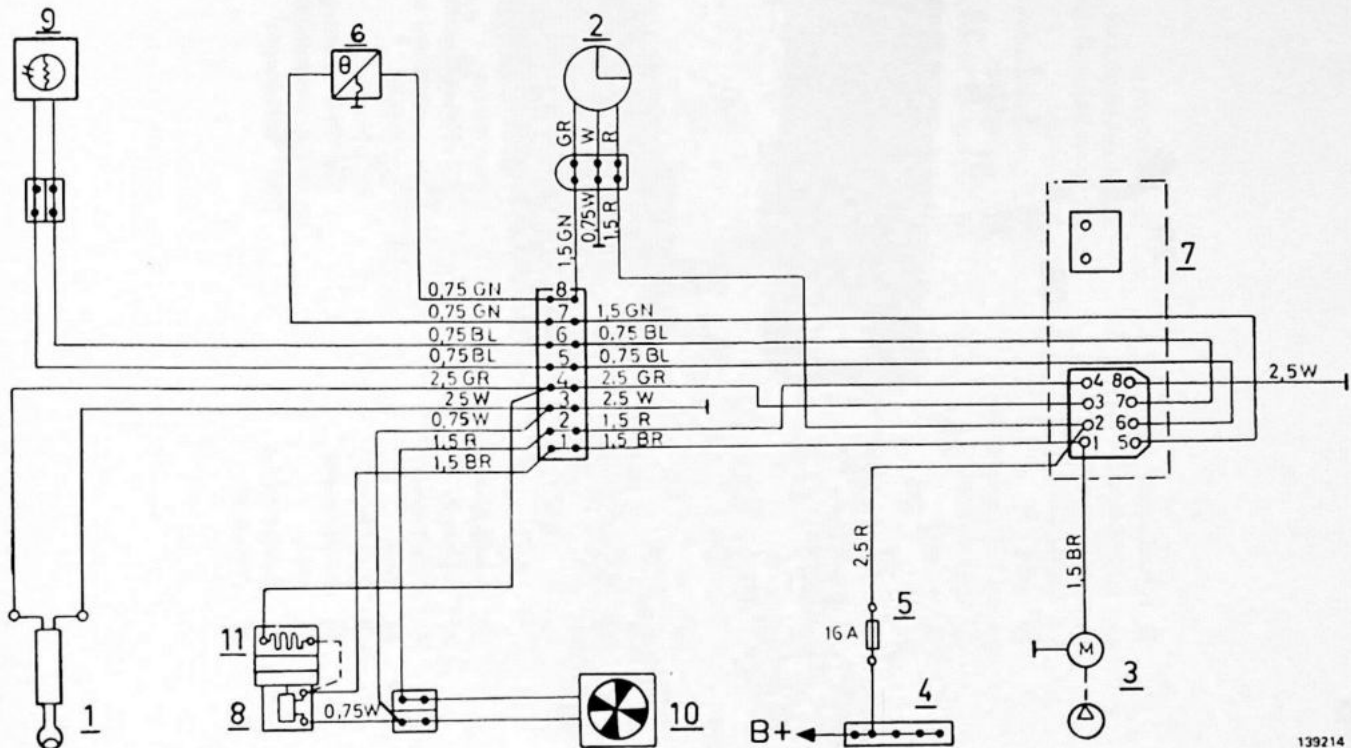 9
6
2
θ
GR
W
R
1,5 GN
0,75W
1,5 R
7
0,75 GN
0,75 GN
0,75 BL
0,75 BL
2,5 GR
2,5 W
0,75 W
1,5 R
1,5 BR
8
7
6
5
4
3
2
1
1,5 GN
0,75 BL
0,75 BL
2,5 GR
2,5 W
1,5 R
1,5 BR
4 8
3 7
2 6
1 5
2,5W
2,5 R
1,5 BR
5
16 A
M
3
11
8
0,75W
10
1
B+
4
139214